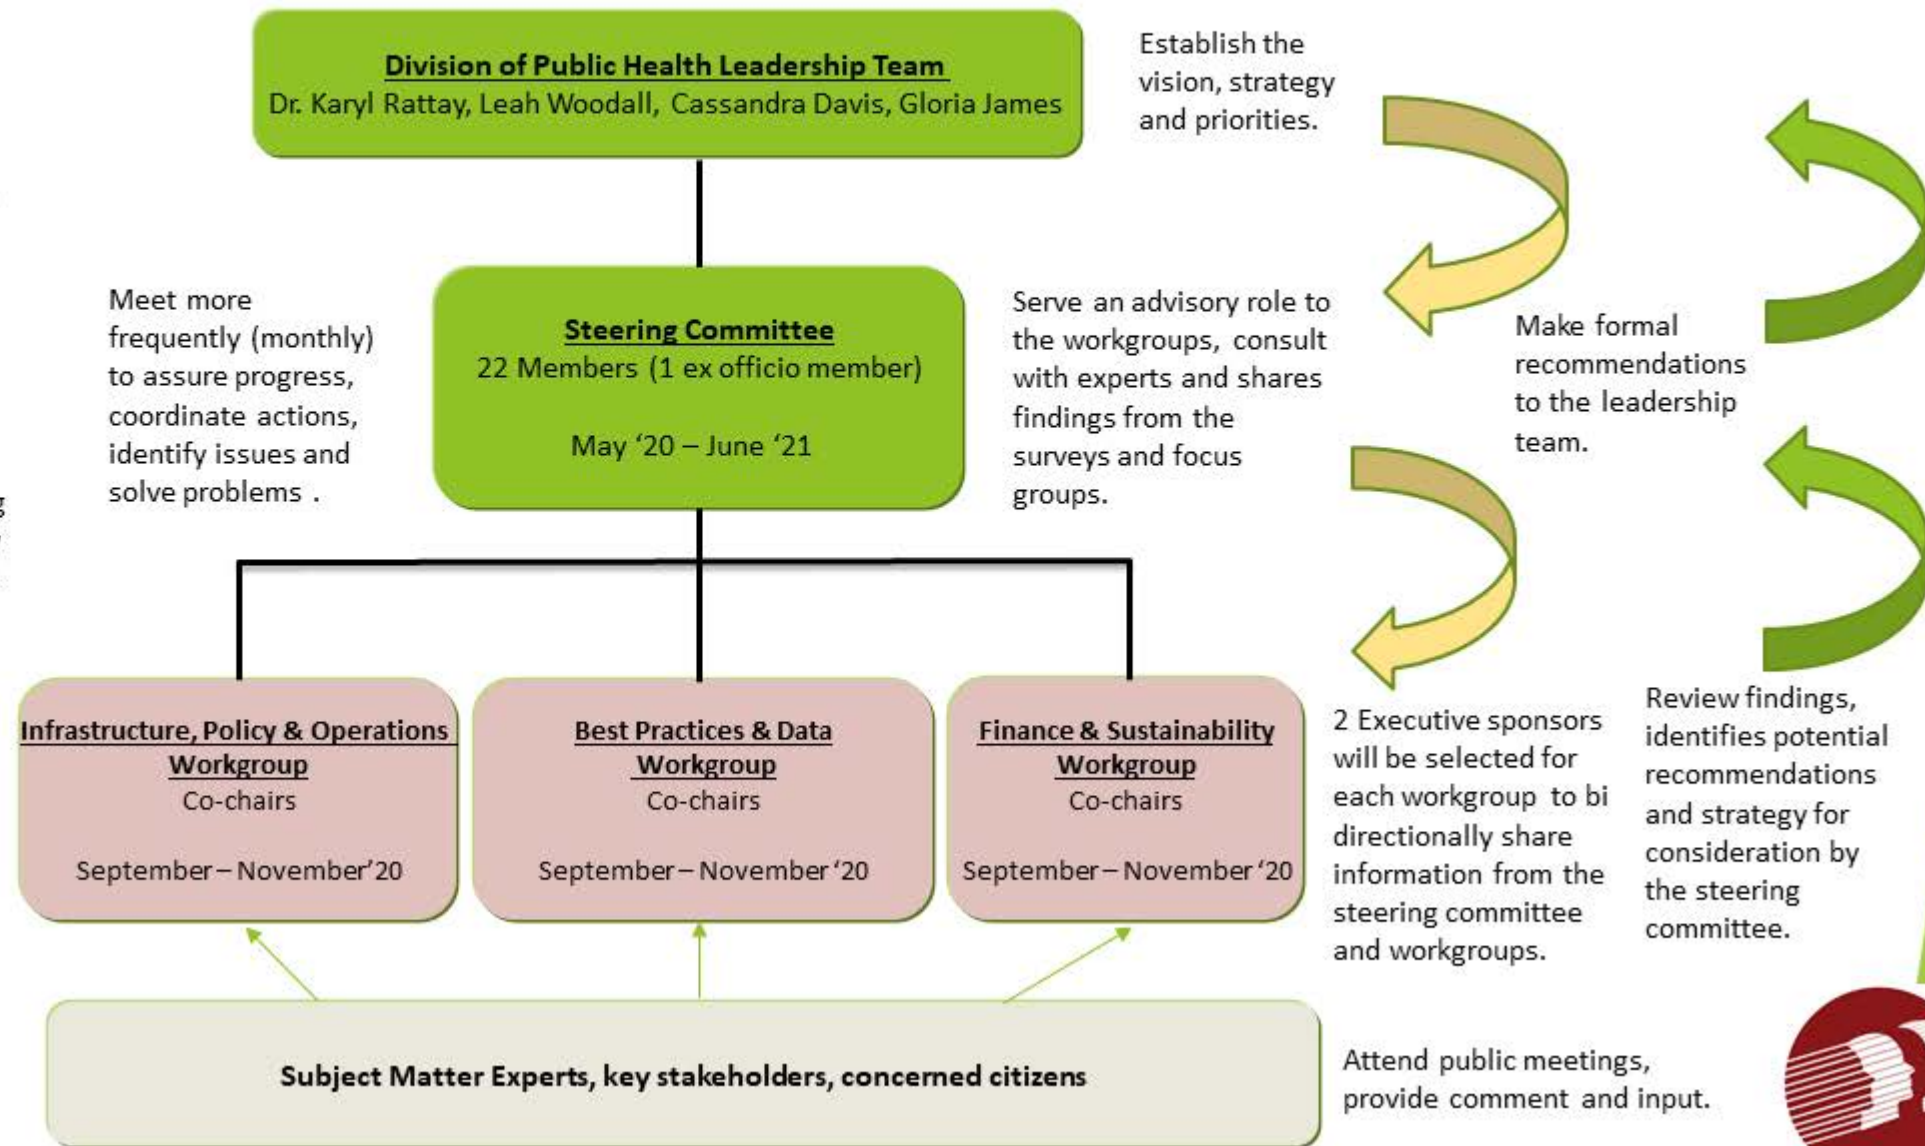 Division of Public Health Leadership Team
Dr. Karyl Rattay, Leah Woodall, Cassandra Davis, Gloria James
Establish the
vision, strategy
and priorities.
Meet more
frequently (monthly)
to assure progress,
coordinate actions,
identify issues and
solve problems .
Steering Committee
22 Members (1 ex officio member)
May ‘20 – June ‘21
Serve an advisory role to
the workgroups, consult
with experts and shares
findings from the
surveys and focus
groups.
Make formal
recommendations
to the leadership
team.
Infrastructure, Policy & Operations
Workgroup
Co-chairs
September – November’20
Best Practices & Data
Workgroup
Co-chairs
September – November ‘20
Finance & Sustainability
Workgroup
Co-chairs
September – November ‘20
2 Executive sponsors
will be selected for
each workgroup to bi
directionally share
information from the
steering committee
and workgroups.
Review findings,
identifies potential
recommendations
and strategy for
consideration by
the steering
committee.
Subject Matter Experts, key stakeholders, concerned citizens
Attend public meetings,
provide comment and input.